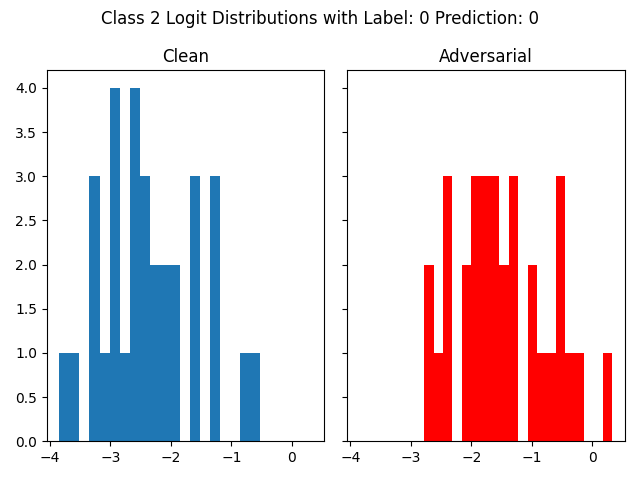 Class 2 Logit Distributions with Label: 0 Prediction: 0
Clean
Adversarial
4.0
3.5
3.0
2.5
2.0
1.5
1.0
0.5
0.0
−4 −3 −2 −1 0
−4 −3 −2 −1 0